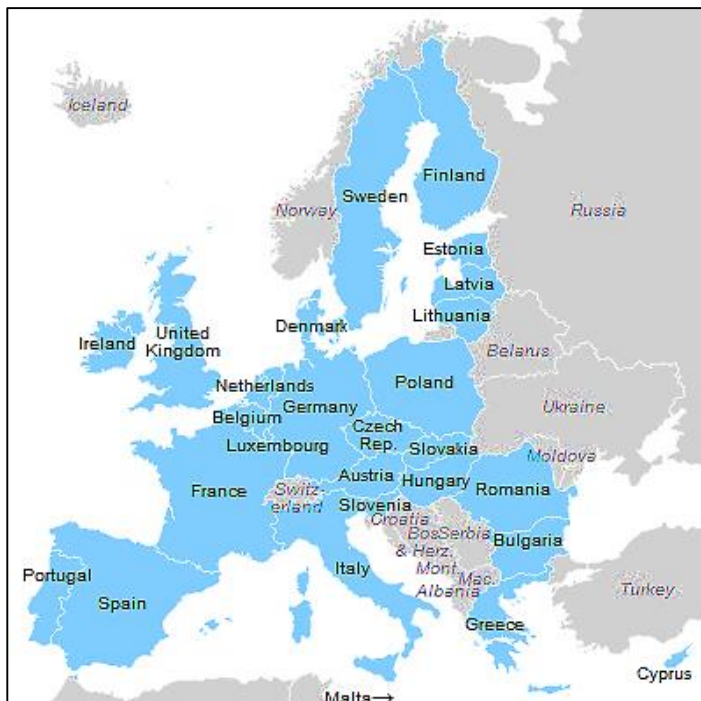 Iceland
Finland
Sweden
Norway
Russia
Estonia
Latvia
Lithuania
Denmark
United
Kingdom
Ireland
Belarus
Netherlands
Poland
Germany
Belgium
Ukraine
Czech
Rep.
Luxembourg
Slovakia
Moldova
Austria
Hungary
France
Switz-
erland
Romania
Slovenia
Croatia
Bos
Serbia
& Herz.
Bulgaria
Mont.
Italy
Portugal
Mac.
Albania
Turkey
Spain
Greece
Cyprus
Malta→